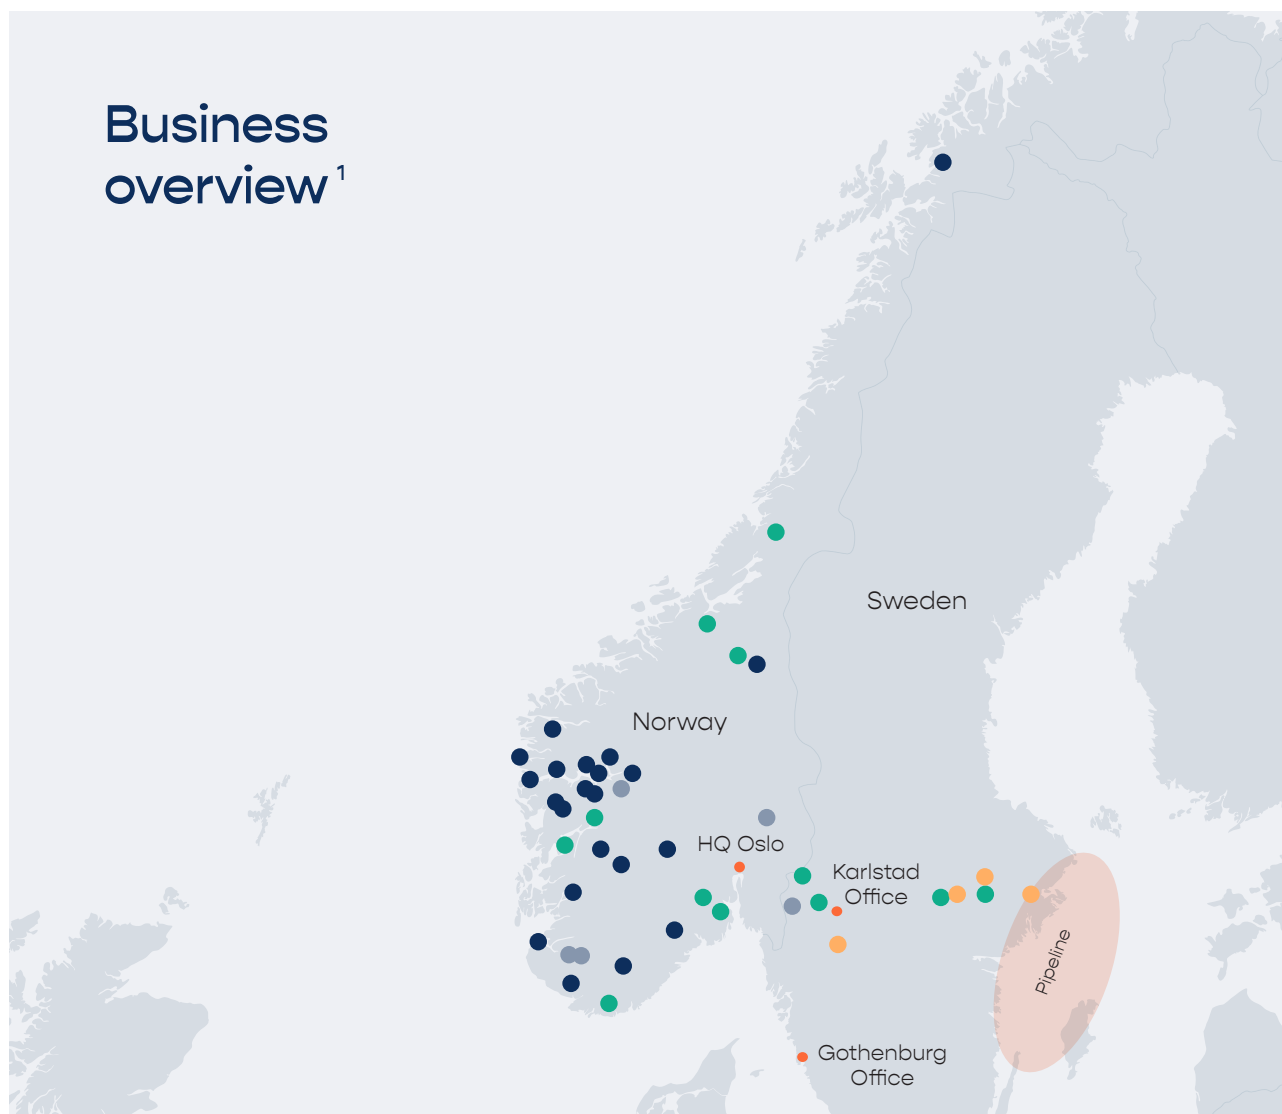 Business
overview 1
Sweden
Norway
HQ Oslo
Karlstad
Office
Pipeline
Gothenburg
Office